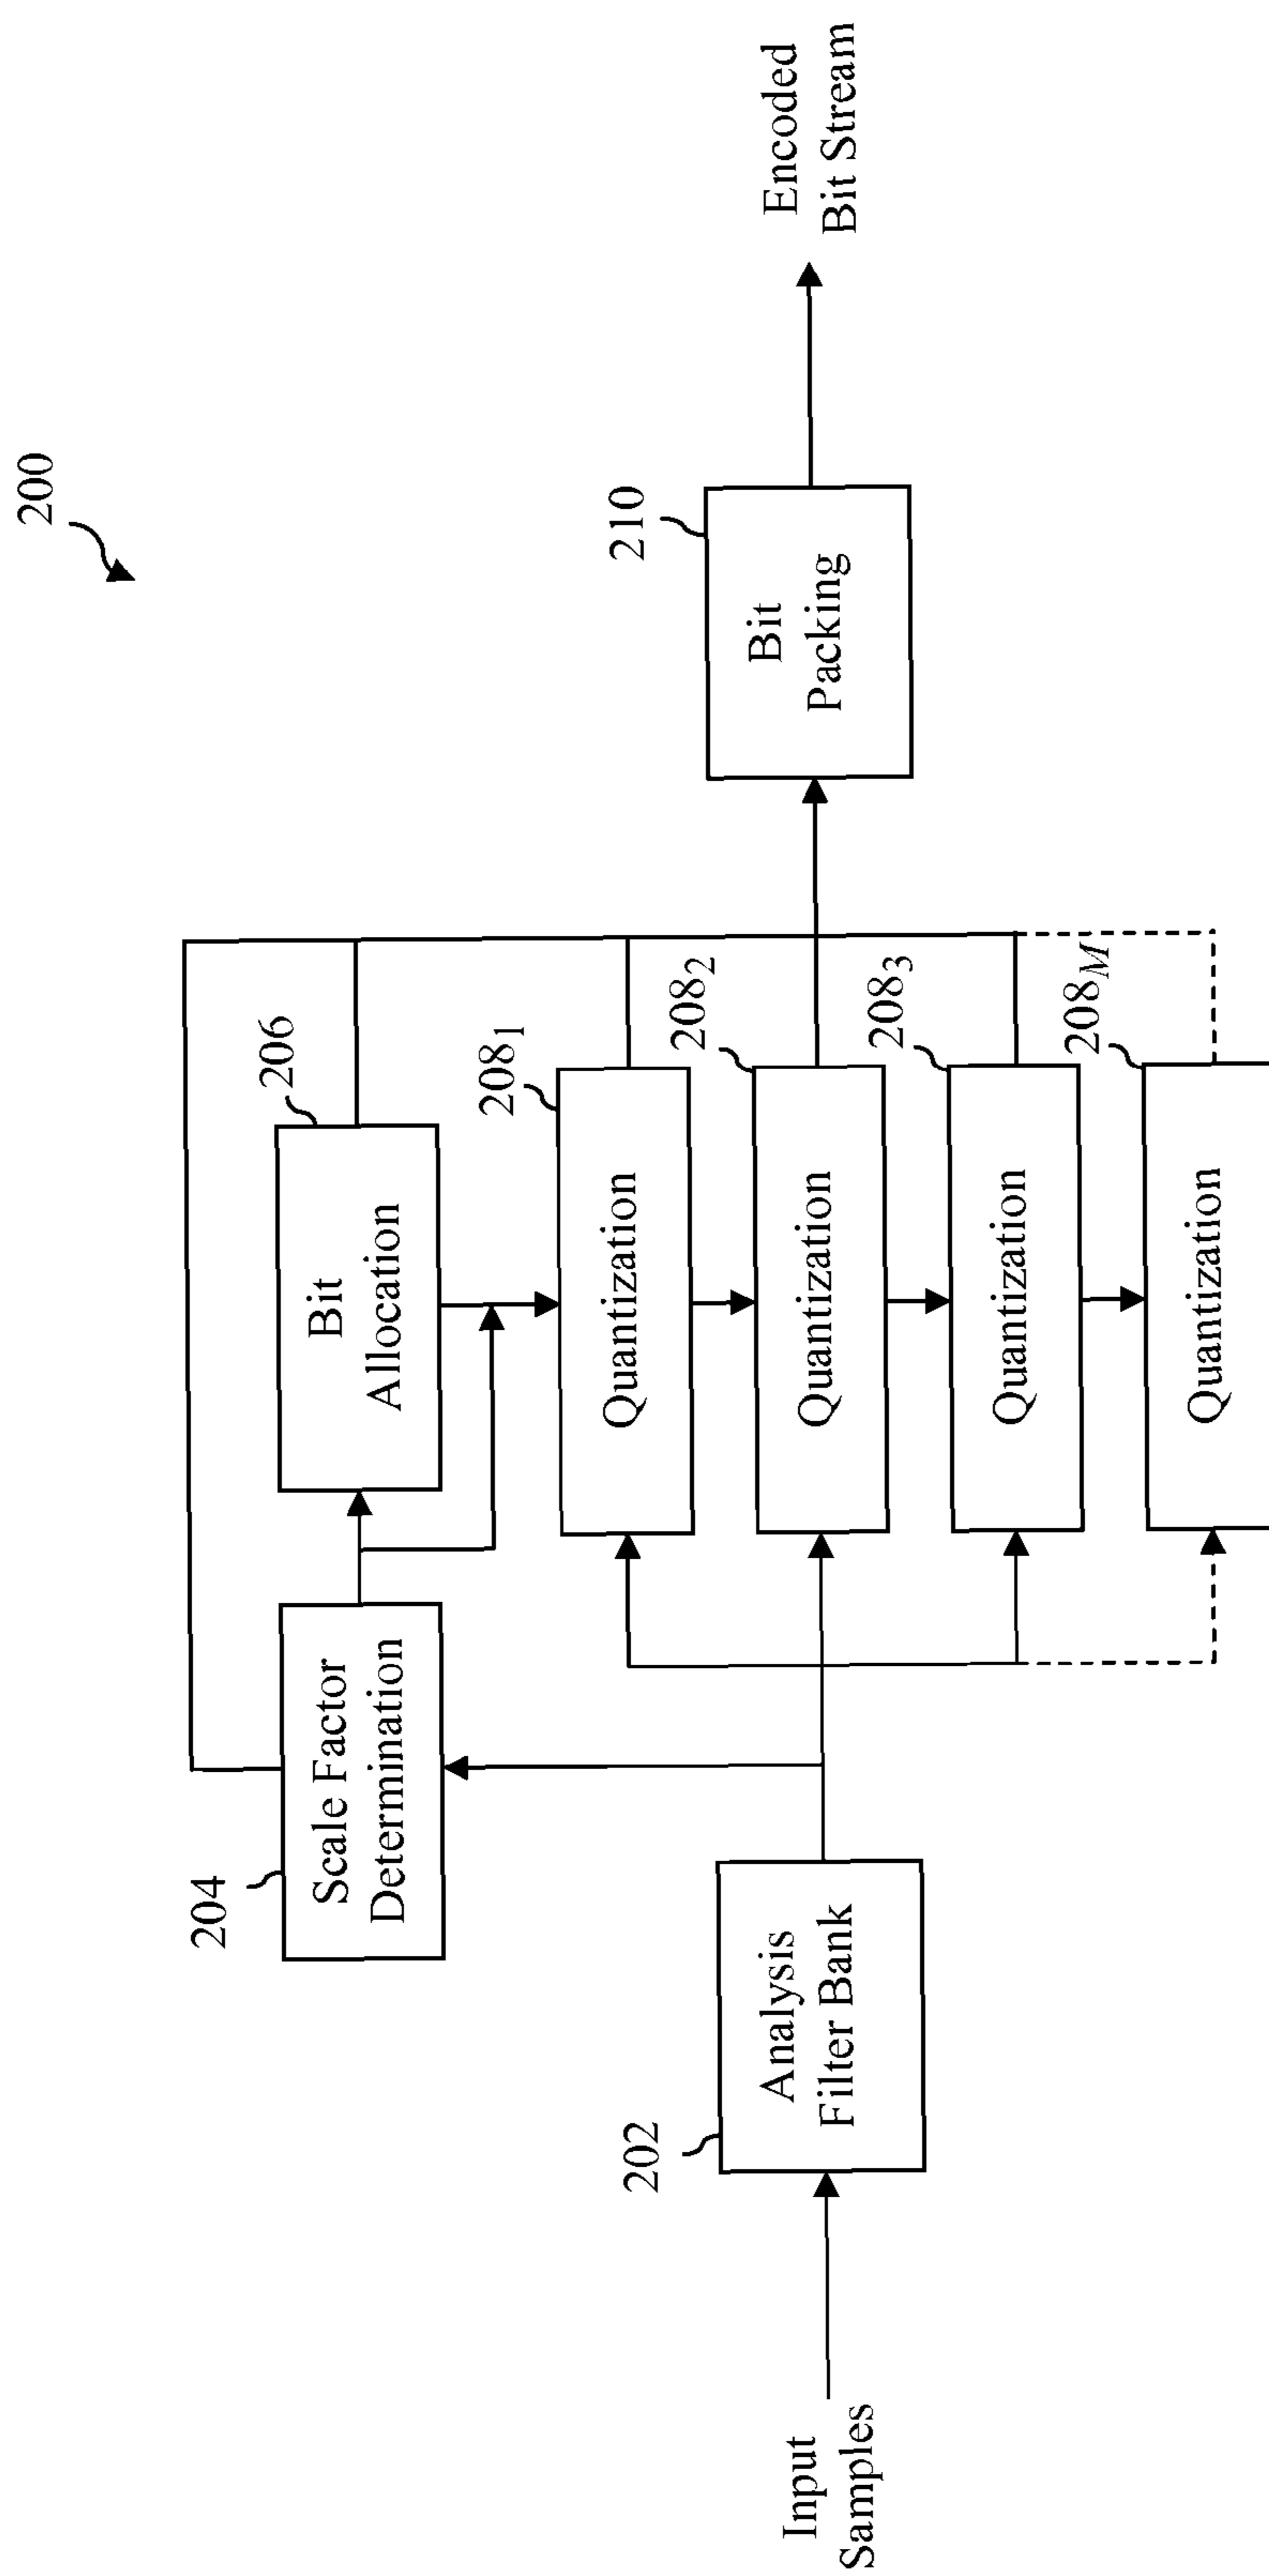 200
204
Scale Factor
Determination
206
Bit
Allocation
208₁
Quantization
208₂
Quantization
208₃
Quantization
208M
Quantization
202
Analysis
Filter Bank
210
Bit
Packing
Input
Samples
Encoded
Bit Stream